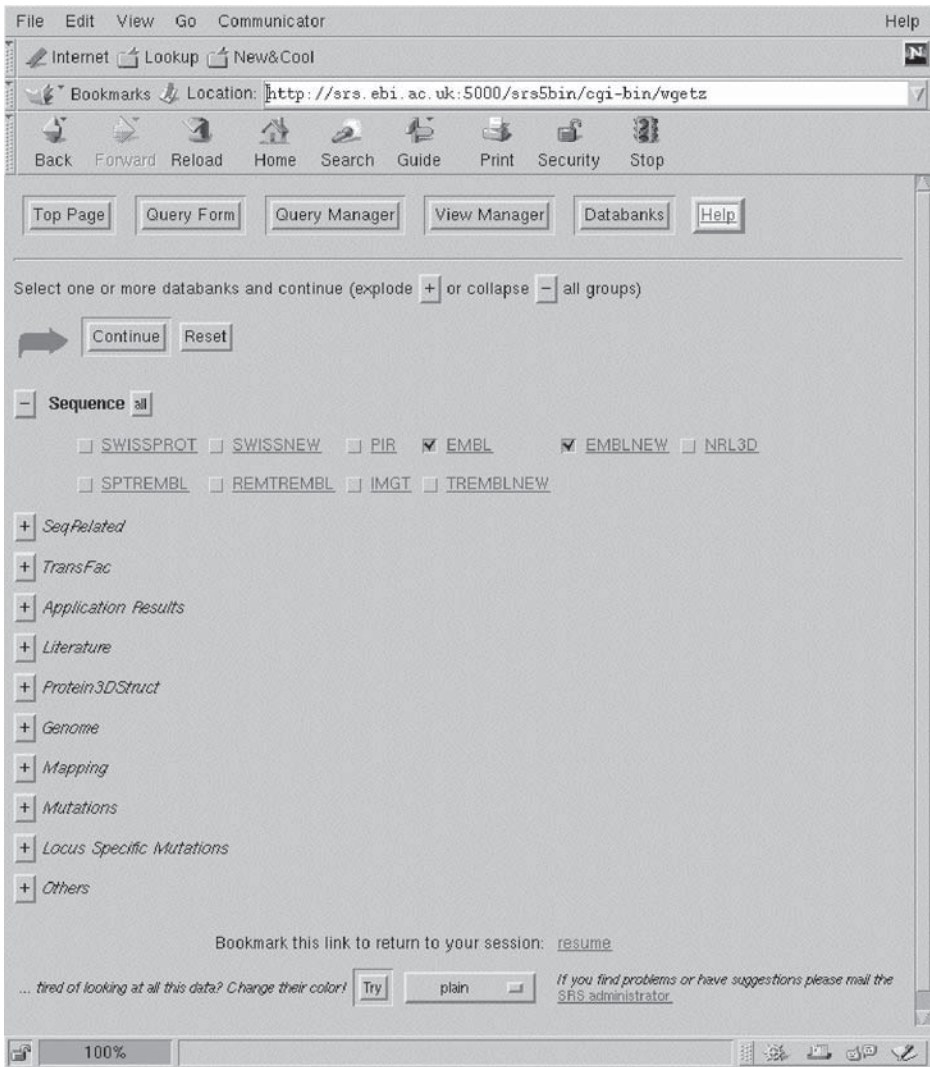 File Edit View Go Communicator Help
Internet Lookup New&Cool N
Bookmarks Location: http://srs.ebi.ac.uk:5000/srs5bin/cgi-bin/wgetz
Back Forward Reload Home Search Guide Print Security Stop
Top Page Query Form Query Manager View Manager Databanks Help
Select one or more databanks and continue (explode + or collapse - all groups)
Continue Reset
- Sequence all
SWISSPROT SWISSNEW PIR EMBL EMBLNEW NRL3D
SPTREMBL REMTREMBL IMGT TREMBLNEW
+ SeqRelated
+ TransFac
+ Application Results
+ Literature
+ Protein3DStruct
+ Genome
+ Mapping
+ Mutations
+ Locus Specific Mutations
+ Others
Bookmark this link to return to your session: resume
... tired of looking at all this data? Change their color! Try plain If you find problems or have suggestions please mail the
SRS administrator
100%